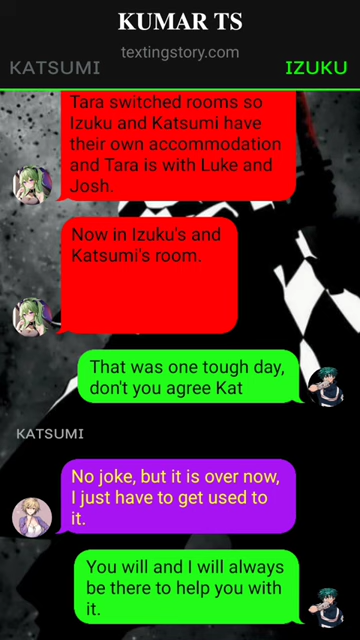 KUMAR TS
textingstory.com
KATSUMI
IZUKU
Tara switched rooms so
Izuku and Katsumi have
their own accommodation
and Tara is with Luke and
Josh.
Now in Izuku's and
Katsumi's room.
That was one tough day,
don't you agree Kat
KATSUMI
No joke, but it is over now,
I just have to get used to
it.
You will and I will always
be there to help you with
it.